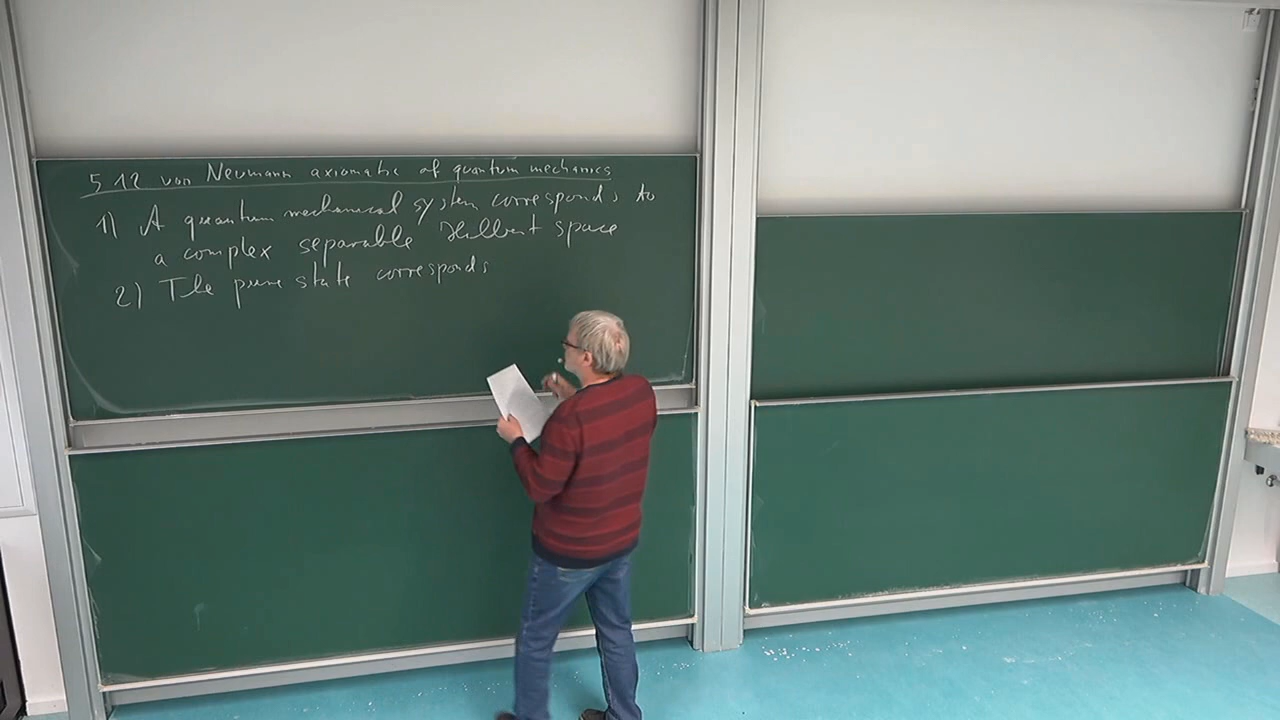 5.12 von Neumann axiomatic of quantum mechanics
1) A quantum mechanical system corresponds to
a complex separable Hilbert space
2) The pure state corresponds